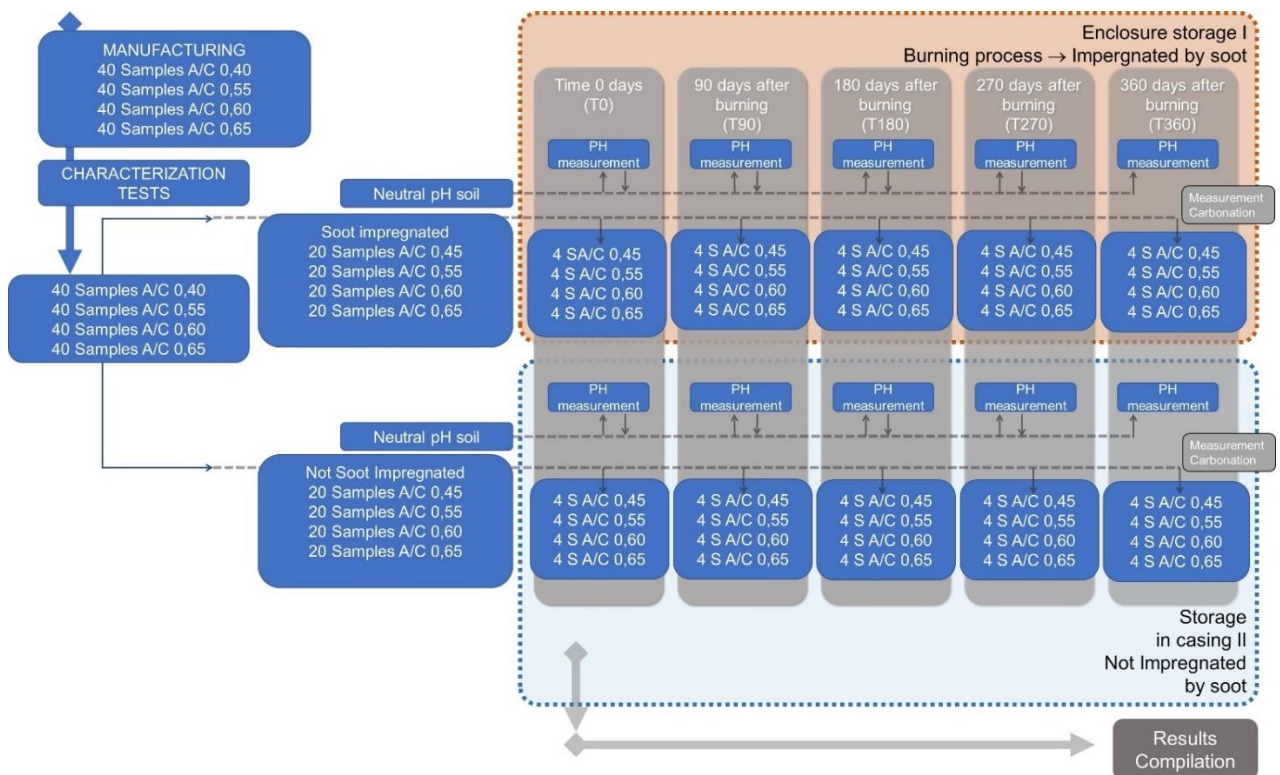 MANUFACTURING
40 Samples A/C 0,40
40 Samples A/C 0,55
40 Samples A/C 0,60
40 Samples A/C 0,65
CHARACTERIZATION
TESTS
40 Samples A/C 0,40
40 Samples A/C 0,55
40 Samples A/C 0,60
40 Samples A/C 0,65
Enclosure storage I
Burning process → Impergnated by soot
Time 0 days
(T0)
90 days after
burning
(T90)
180 days after
burning
(T180)
270 days after
burning
(T270)
360 days after
burning
(T360)
PH
measurement
PH
measurement
PH
measurement
PH
measurement
PH
measurement
Neutral pH soil
Measurement
Carbonation
Soot impregnated
20 Samples A/C 0,45
20 Samples A/C 0,55
20 Samples A/C 0,60
20 Samples A/C 0,65
4 SA/C 0,45
4 S A/C 0,55
4 S A/C 0,60
4 S A/C 0,65
4 S A/C 0,45
4 S A/C 0,55
4 S A/C 0,60
4 S A/C 0,65
4 S A/C 0,45
4 S A/C 0,55
4 S A/C 0,60
4 S A/C 0,65
4 S A/C 0,45
4 S A/C 0,55
4 S A/C 0,60
4 S A/C 0,65
4 S A/C 0,45
4 S A/C 0,55
4 S A/C 0,60
4 S A/C 0,65
PH
measurement
PH
measurement
PH
measurement
PH
measurement
PH
measurement
Neutral pH soil
Measurement
Carbonation
Not Soot Impregnated
20 Samples A/C 0,45
20 Samples A/C 0,55
20 Samples A/C 0,60
20 Samples A/C 0,65
4 S A/C 0,45
4 S A/C 0,55
4 S A/C 0,60
4 S A/C 0,65
4 S A/C 0,45
4 S A/C 0,55
4 S A/C 0,60
4 S A/C 0,65
4 S A/C 0,45
4 S A/C 0,55
4 S A/C 0,60
4 S A/C 0,65
4 S A/C 0,45
4 S A/C 0,55
4 S A/C 0,60
4 S A/C 0,65
4 S A/C 0,45
4 S A/C 0,55
4 S A/C 0,60
4 S A/C 0,65
Storage
in casing II
Not Impregnated
by soot
Results
Compilation